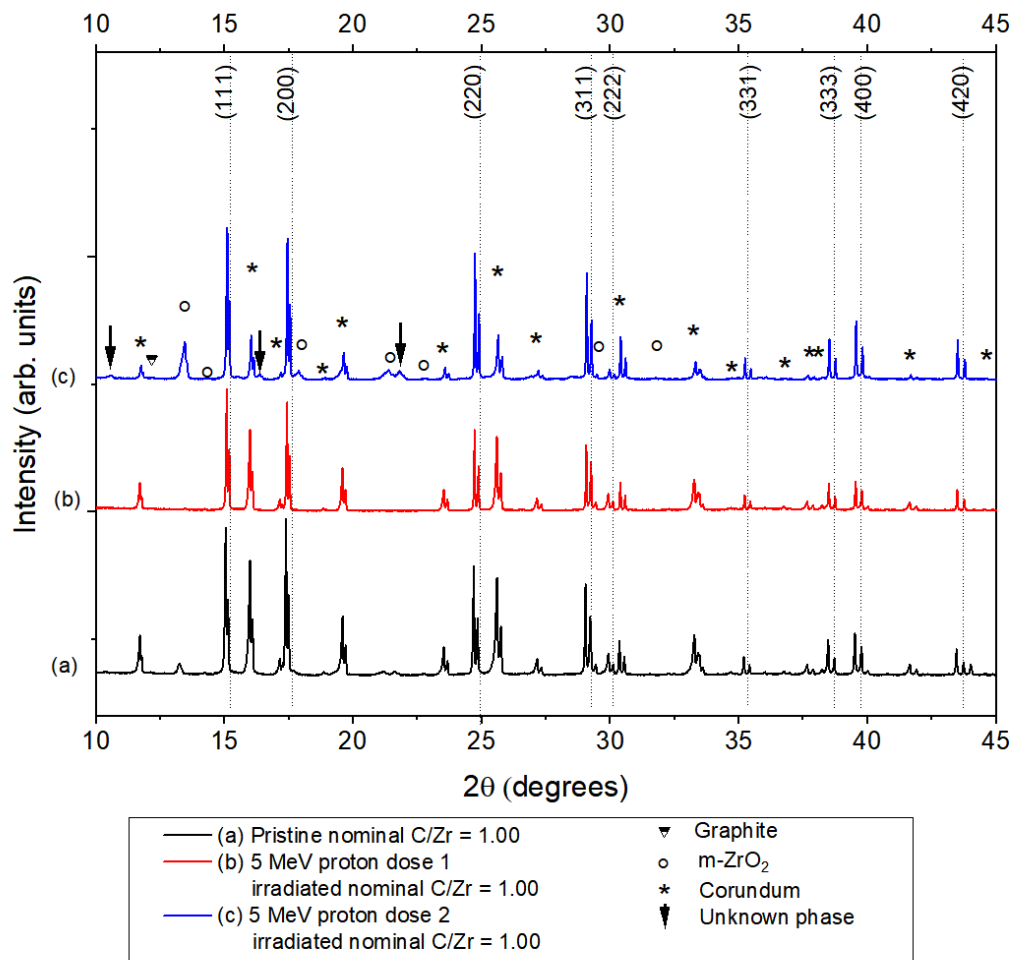 10 15 20 25 30 35 40 45
(111) (200) (220) (311) (222) (331) (333) (400) (420)
Intensity (arb. units)
(c)
(b)
(a)
10 15 20 25 30 35 40 45
2θ (degrees)
(a) Pristine nominal C/Zr = 1.00
(b) 5 MeV proton dose 1
irradiated nominal C/Zr = 1.00
(c) 5 MeV proton dose 2
irradiated nominal C/Zr = 1.00
Graphite
m-ZrO₂
* Corundum
Unknown phase